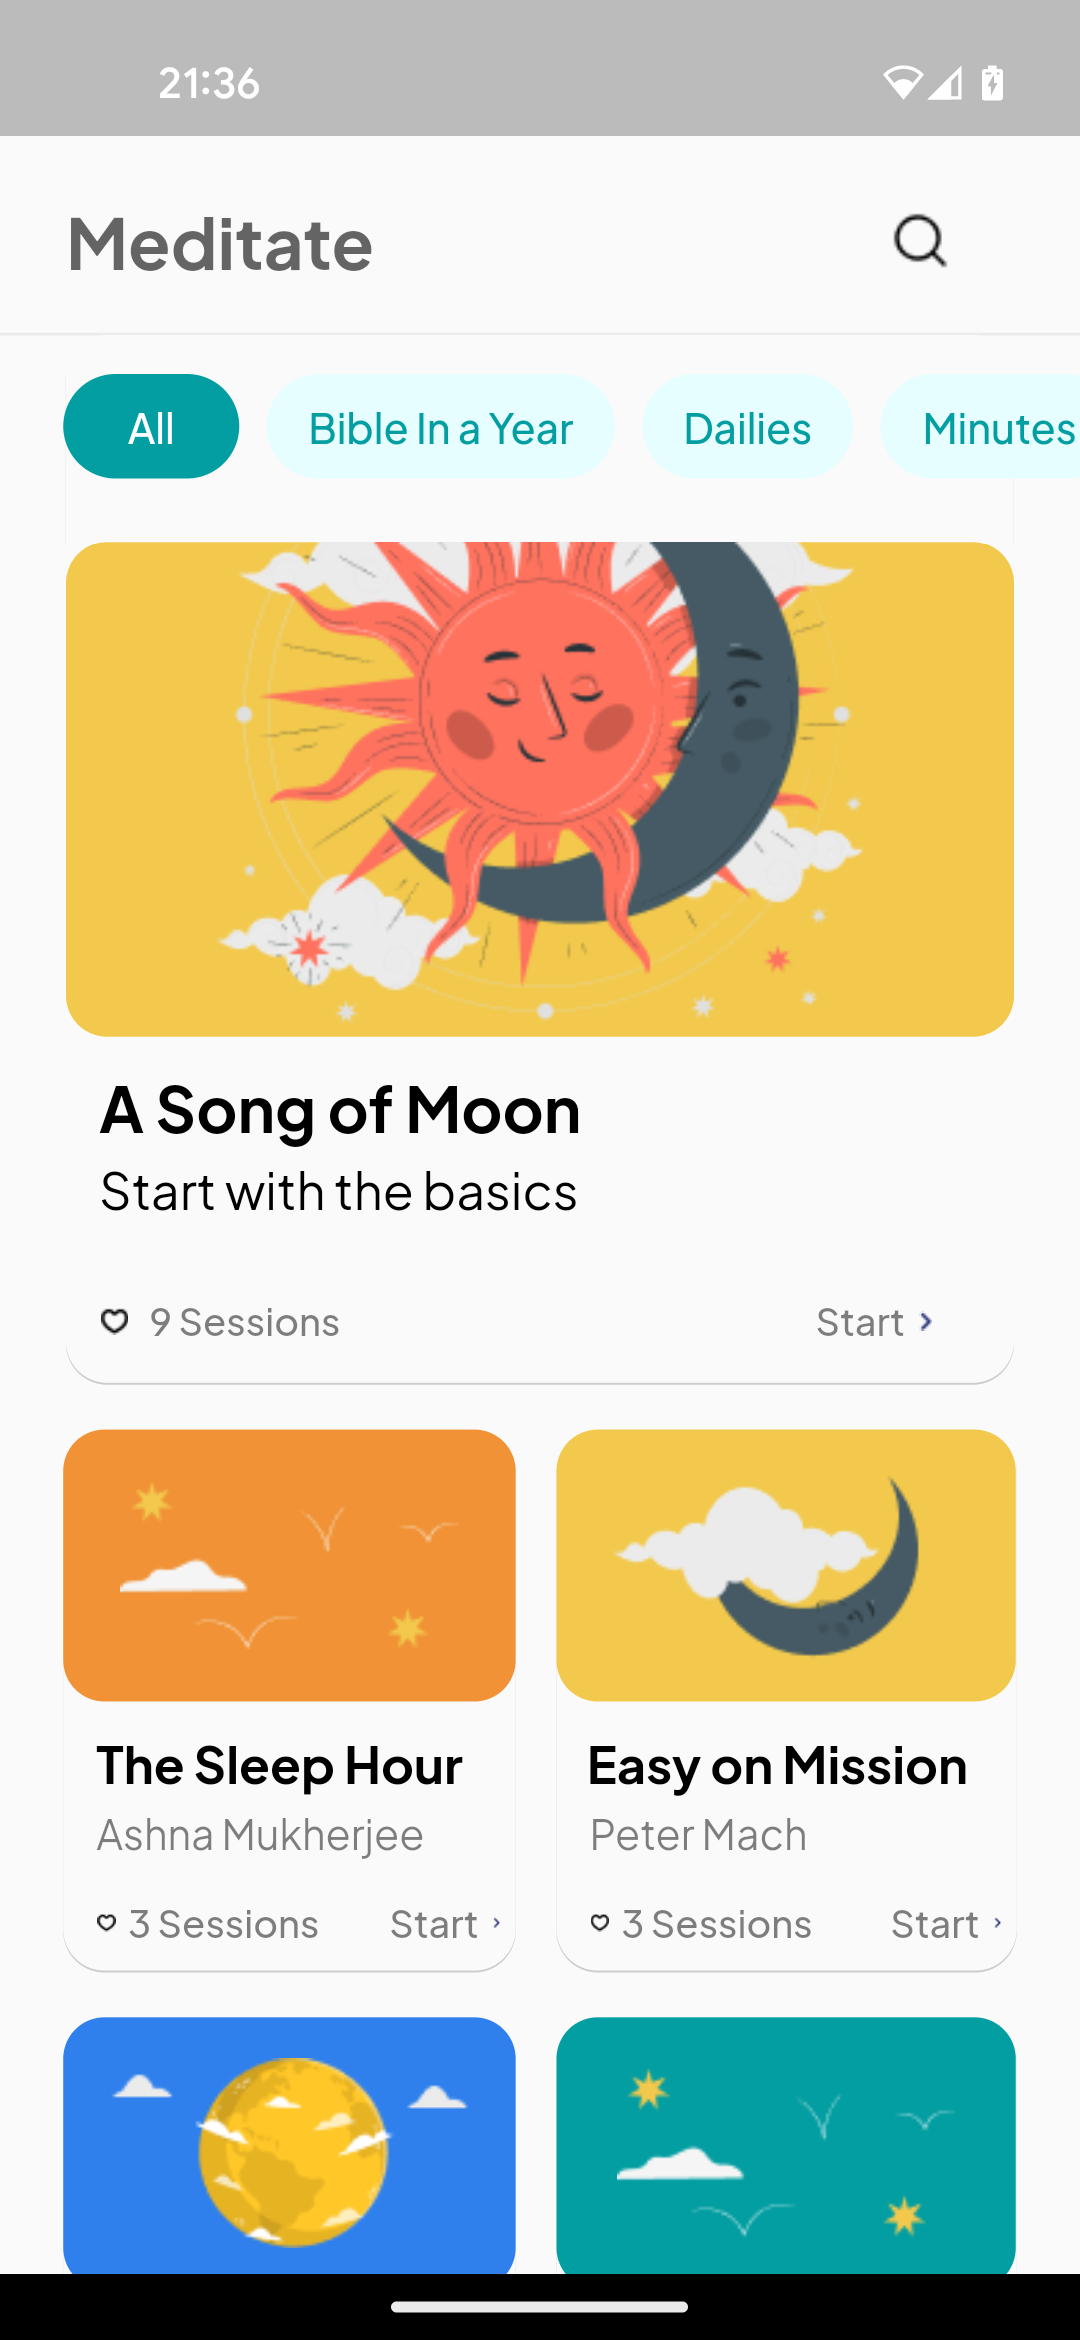 21:36
Meditate
All
Bible In a Year
Dailies
Minutes
A Song of Moon
Start with the basics
9 Sessions
Start
The Sleep Hour
Ashna Mukherjee
3 Sessions
Start
Easy on Mission
Peter Mach
3 Sessions
Start